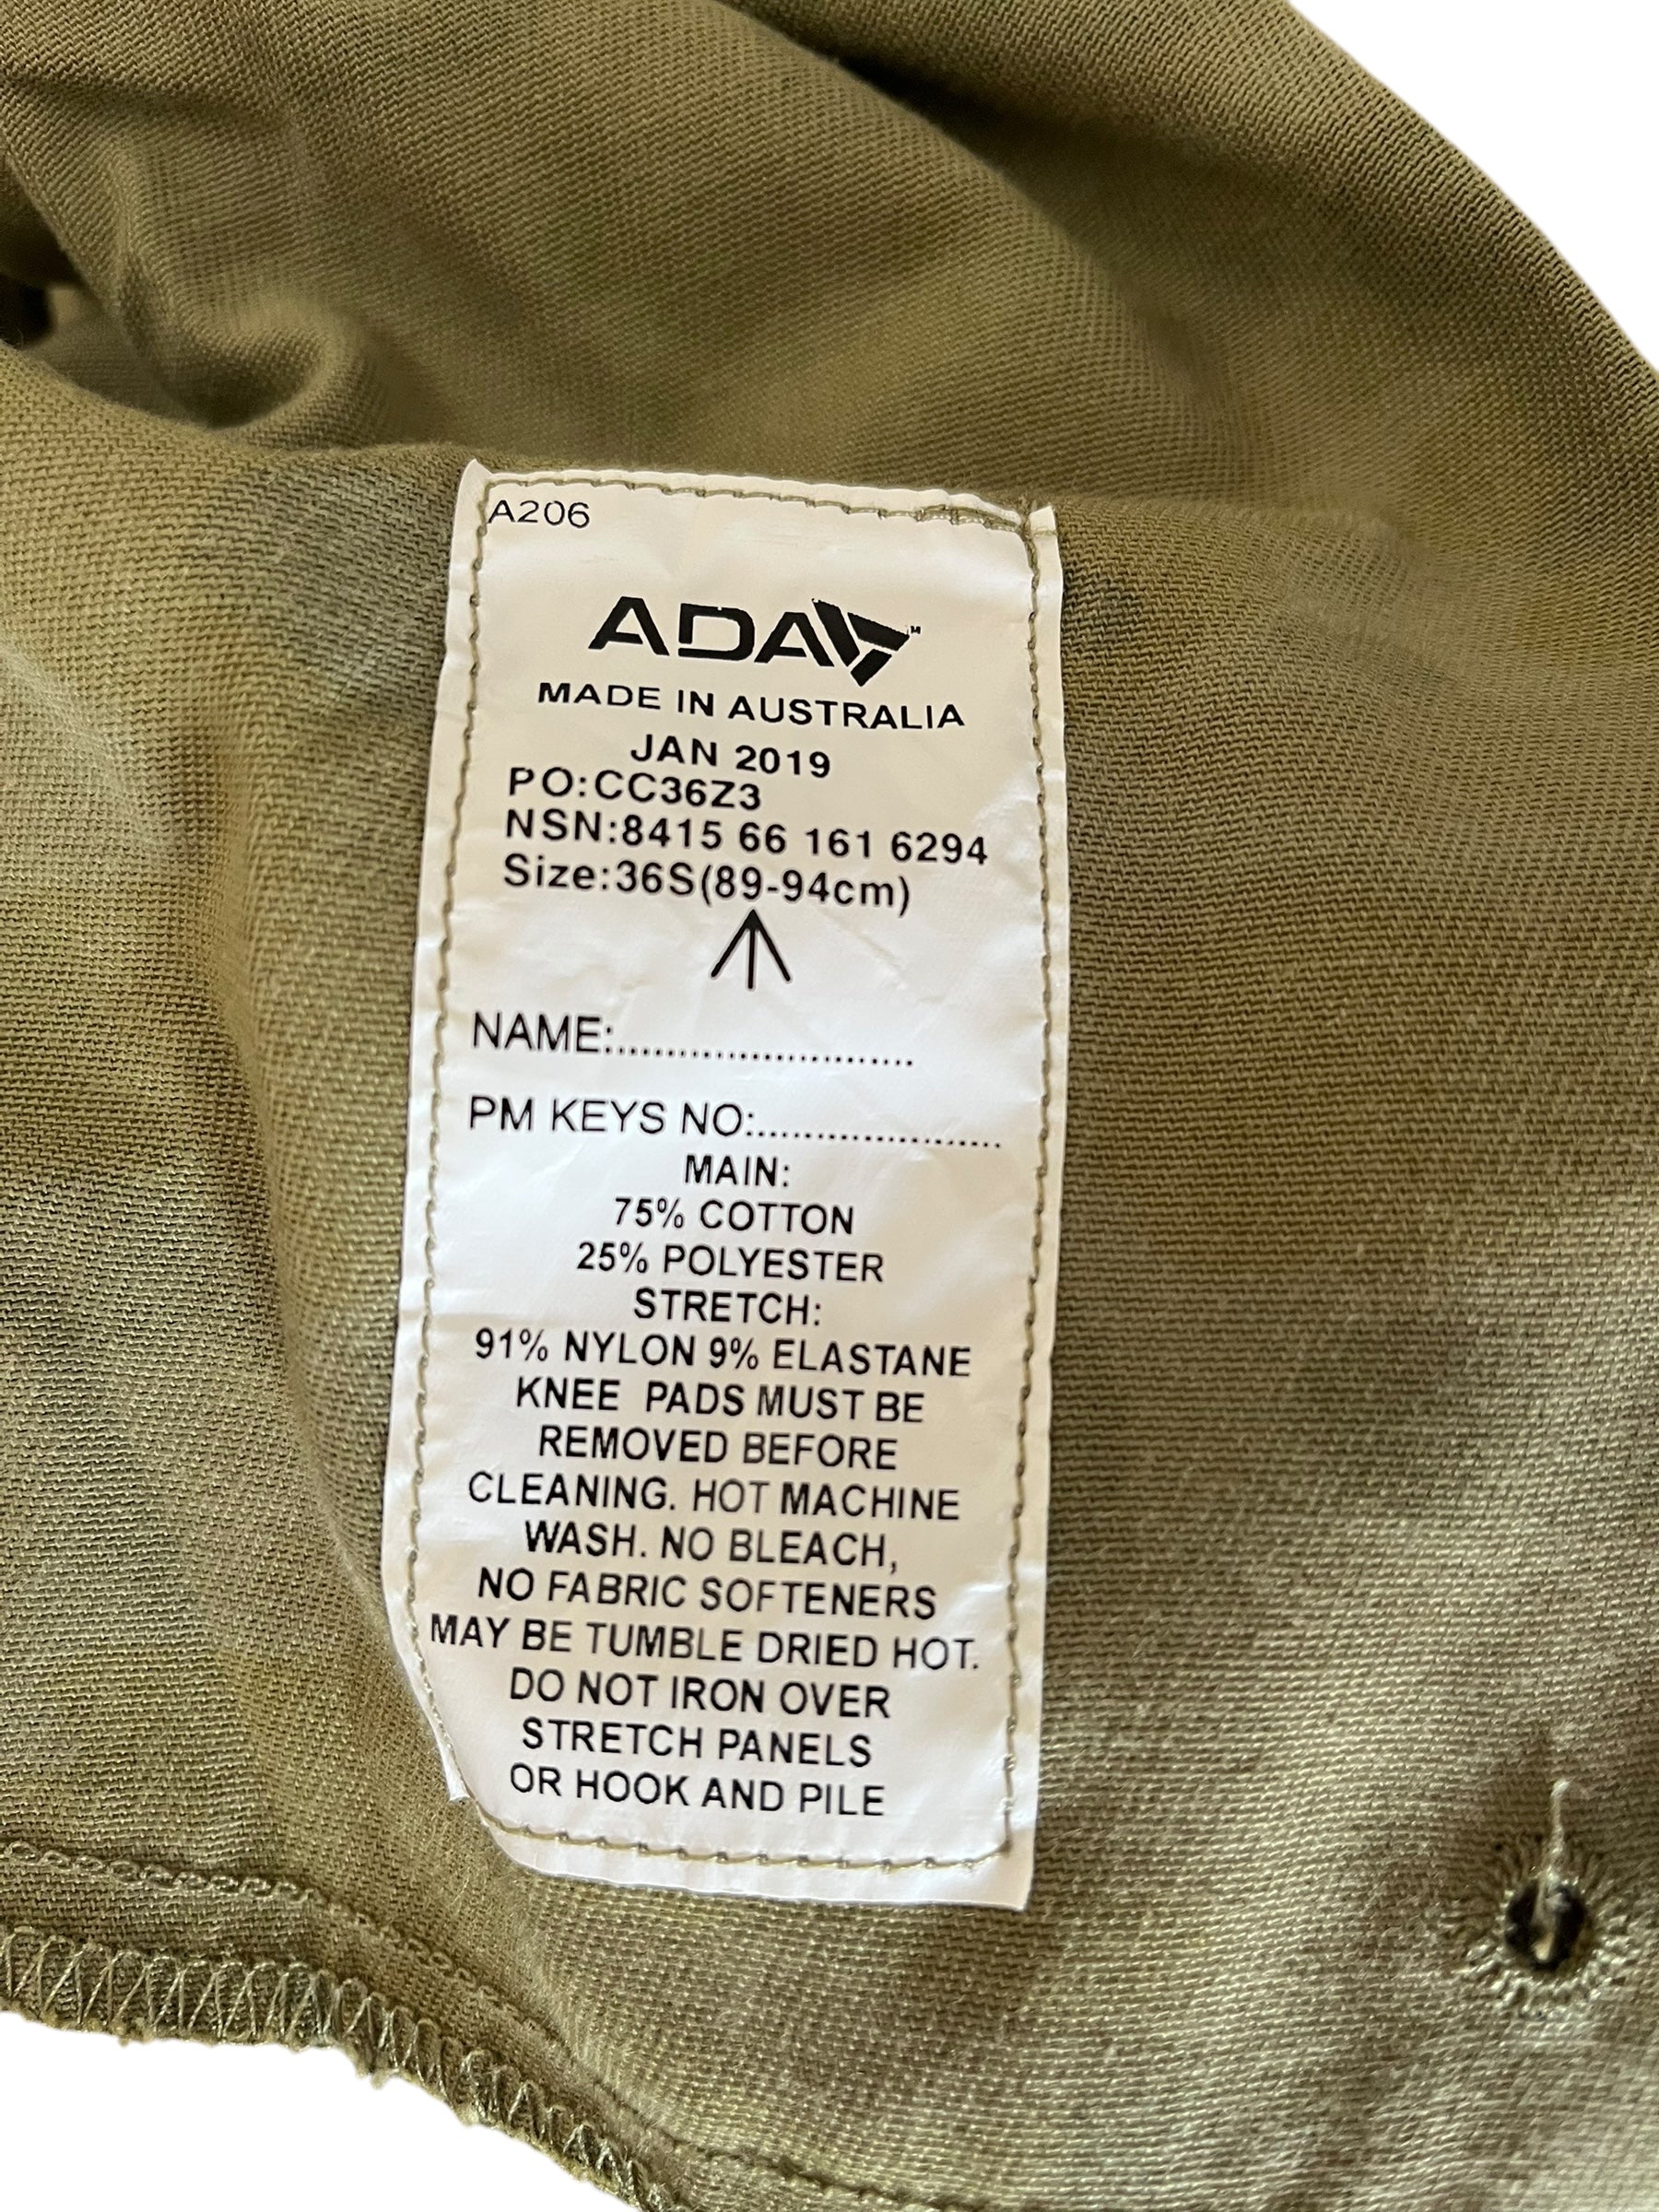 A206
ADA
MADE IN AUSTRALIA
JAN 2019
PO:CC36Z3
NSN:8415 66 161 6294
Size:36S(89-94cm)
NAME:..........................
PM KEYS NO:.....................
MAIN:
75% COTTON
25% POLYESTER
STRETCH:
91% NYLON 9% ELASTANE
KNEE PADS MUST BE
REMOVED BEFORE
CLEANING. HOT MACHINE
WASH. NO BLEACH,
NO FABRIC SOFTENERS
MAY BE TUMBLE DRIED HOT.
DO NOT IRON OVER
STRETCH PANELS
OR HOOK AND PILE